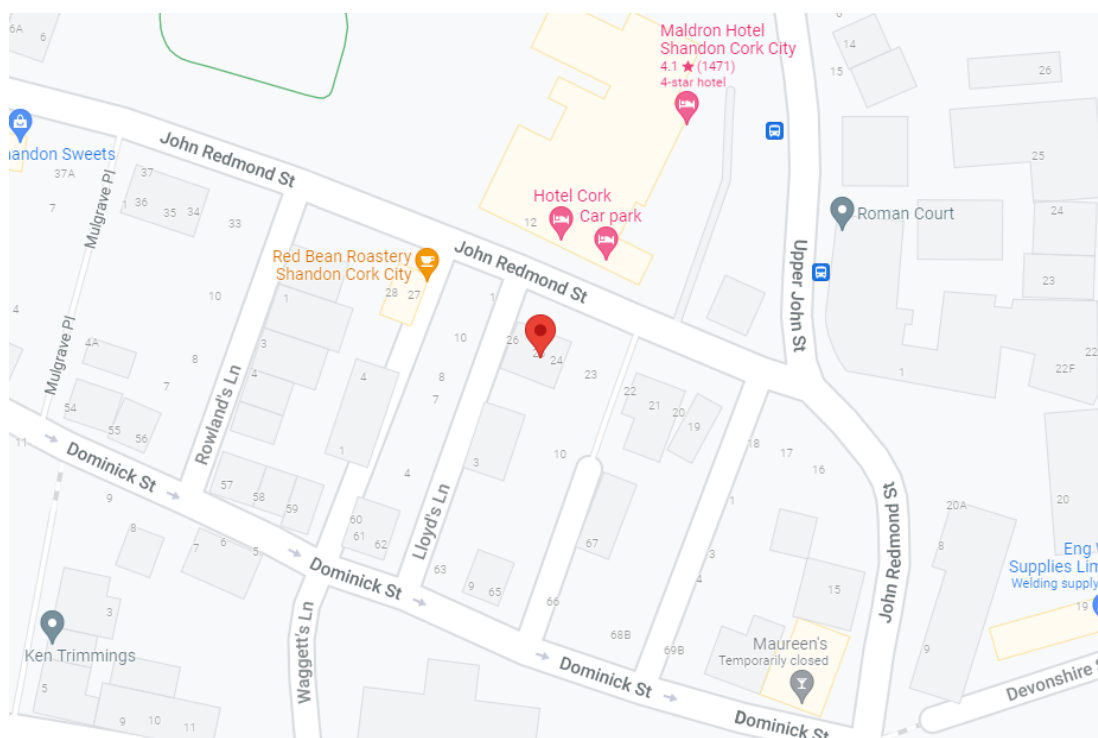 6A
6
Maldron Hotel
Shandon Cork City
4.1 ★ (1471)
4-star hotel
6
14
15
26
handon Sweets
37A
7
Mulgrave Pl
37
1
36
35
34
33
John Redmond St
25
Hotel Cork
Car park
12
Roman Court
24
Red Bean Roastery
Shandon Cork City
28
27
John Redmond St
Upper John St
23
10
1
3
4
4
4A
8
7
Mulgrave Pl
Rowland's Ln
10
8
7
4
1
1
26
24
23
22
21
20
19
1
22
22F
54
55
56
11
Dominick St
57
58
59
60
61
62
4
Lloyd's Ln
3
10
67
18
17
16
1
3
4
John Redmond St
20A
8
20
9
8
7
6
5
Dominick St
63
9
65
66
68B
69B
15
Eng W
Supplies Lim
Welding supply
19
3
Ken Trimmings
5
9
10
11
Waggett's Ln
Dominick St
Maureen's
Temporarily closed
9
Devonshire S
Dominick St